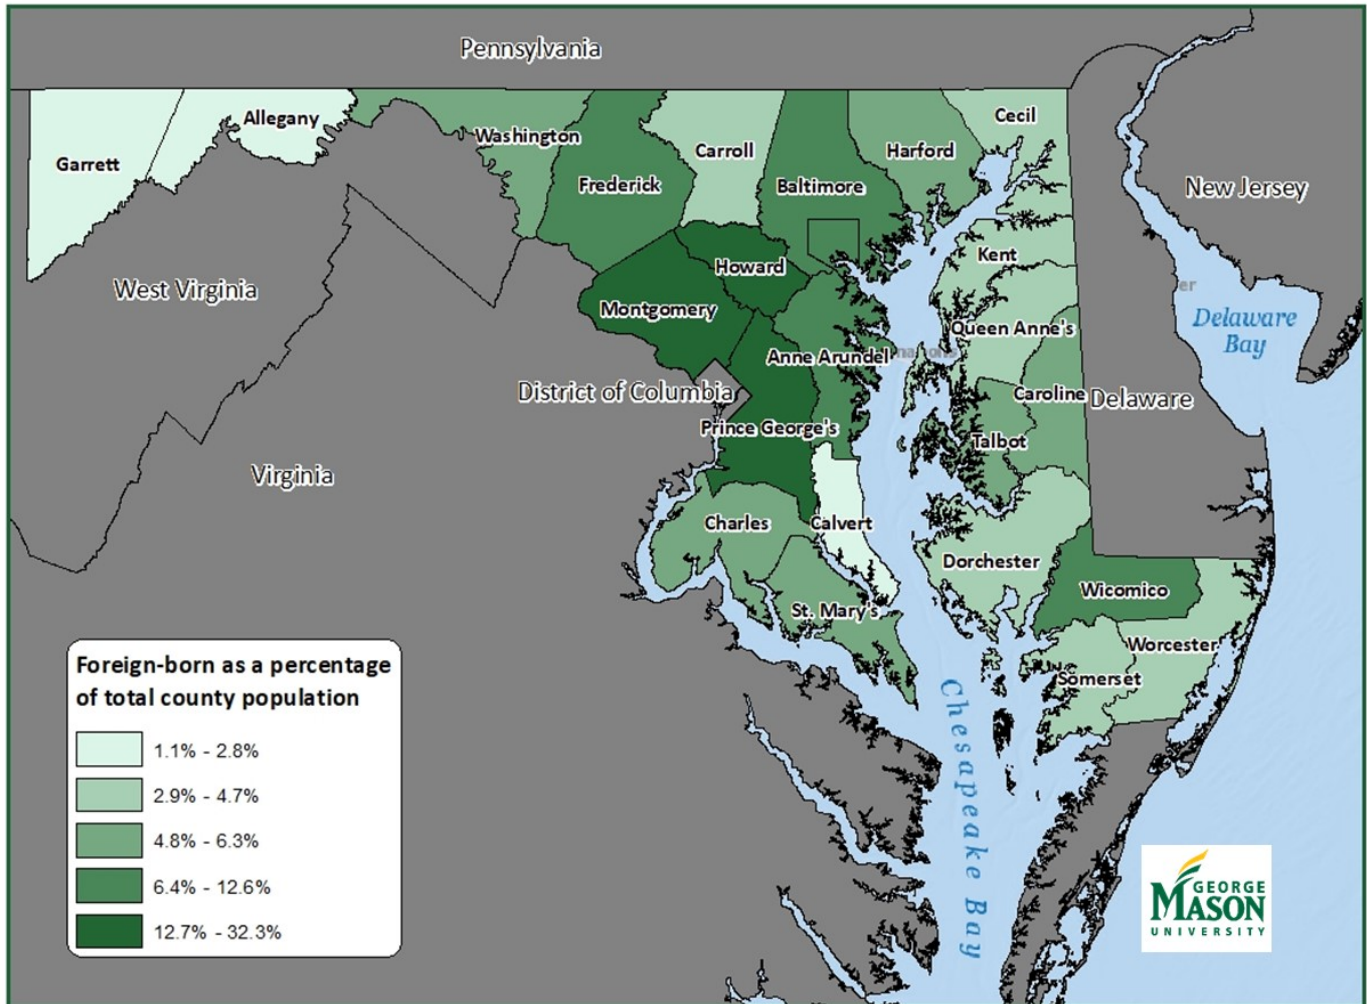 Pennsylvania
Garrett
Allegany
Washington
Frederick
Carroll
Baltimore
Harford
Cecil
New Jersey
West Virginia
Montgomery
Howard
Kent
Queen Anne's
Anne Arundel
Delaware
Bay
er
District of Columbia
Prince George's
Caroline
Delaware
Talbot
Virginia
Charles
Calvert
St. Mary's
Dorchester
Wicomico
Worcester
Somerset
Chesapeake Bay
Foreign-born as a percentage
of total county population
1.1% - 2.8%
2.9% - 4.7%
4.8% - 6.3%
6.4% - 12.6%
12.7% - 32.3%
GEORGE
MASON
UNIVERSITY